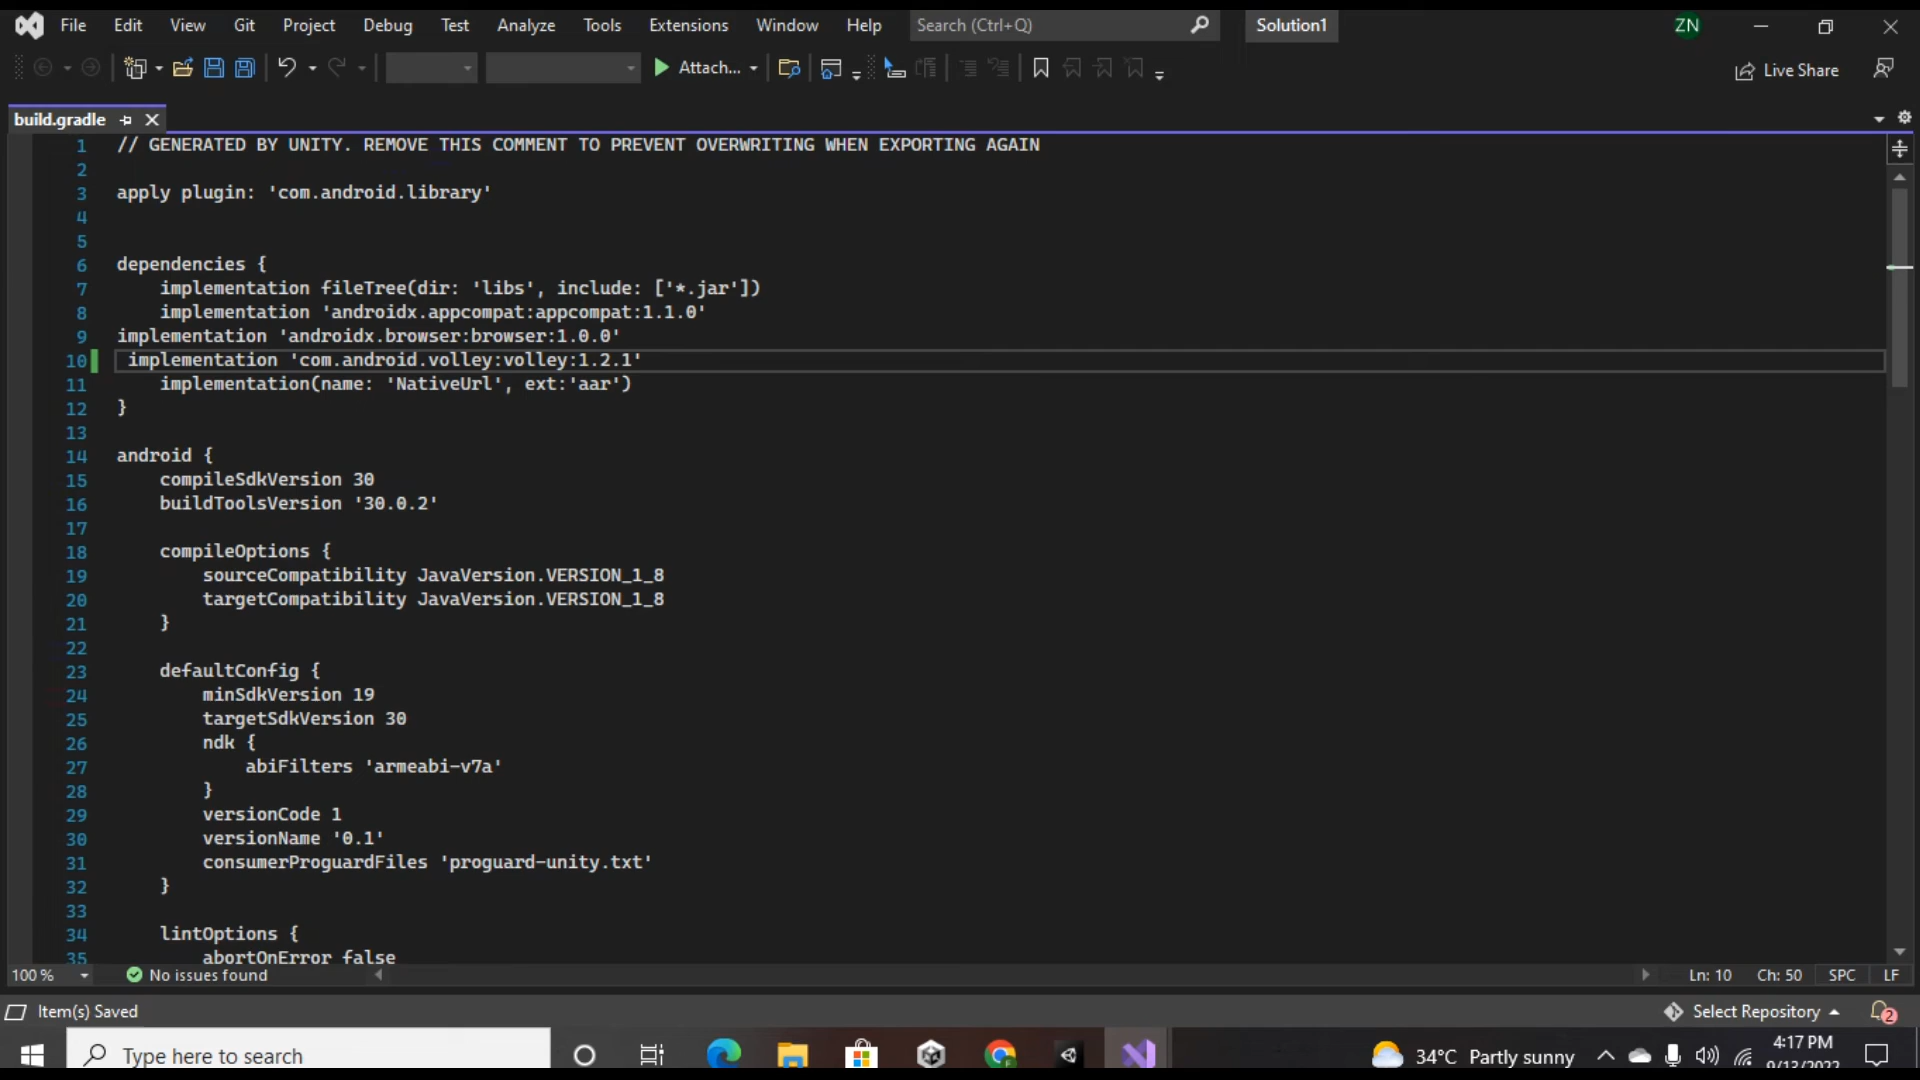 File Edit View Git Project Debug Test Analyze Tools Extensions Window Help Search (Ctrl+Q) Solution1 ZN
Attach... Live Share
build.gradle
1 // GENERATED BY UNITY. REMOVE THIS COMMENT TO PREVENT OVERWRITING WHEN EXPORTING AGAIN
2
3 apply plugin: 'com.android.library'
4
5
6 dependencies {
7 implementation fileTree(dir: 'libs', include: ['*.jar'])
8 implementation 'androidx.appcompat:appcompat:1.1.0'
9 implementation 'androidx.browser:browser:1.0.0'
10 implementation 'com.android.volley:volley:1.2.1'
11 implementation(name: 'NativeUrl', ext:'aar')
12 }
13
14 android {
15 compileSdkVersion 30
16 buildToolsVersion '30.0.2'
17
18 compileOptions {
19 sourceCompatibility JavaVersion.VERSION_1_8
20 targetCompatibility JavaVersion.VERSION_1_8
21 }
22
23 defaultConfig {
24 minSdkVersion 19
25 targetSdkVersion 30
26 ndk {
27 abiFilters 'armeabi-v7a'
28 }
29 versionCode 1
30 versionName '0.1'
31 consumerProguardFiles 'proguard-unity.txt'
32 }
33
34 lintOptions {
35 abortOnError false
100 % No issues found Ln: 10 Ch: 50 SPC LF
Item(s) Saved Select Repository 2
Type here to search 34°C Partly sunny 4:17 PM
9/13/2022